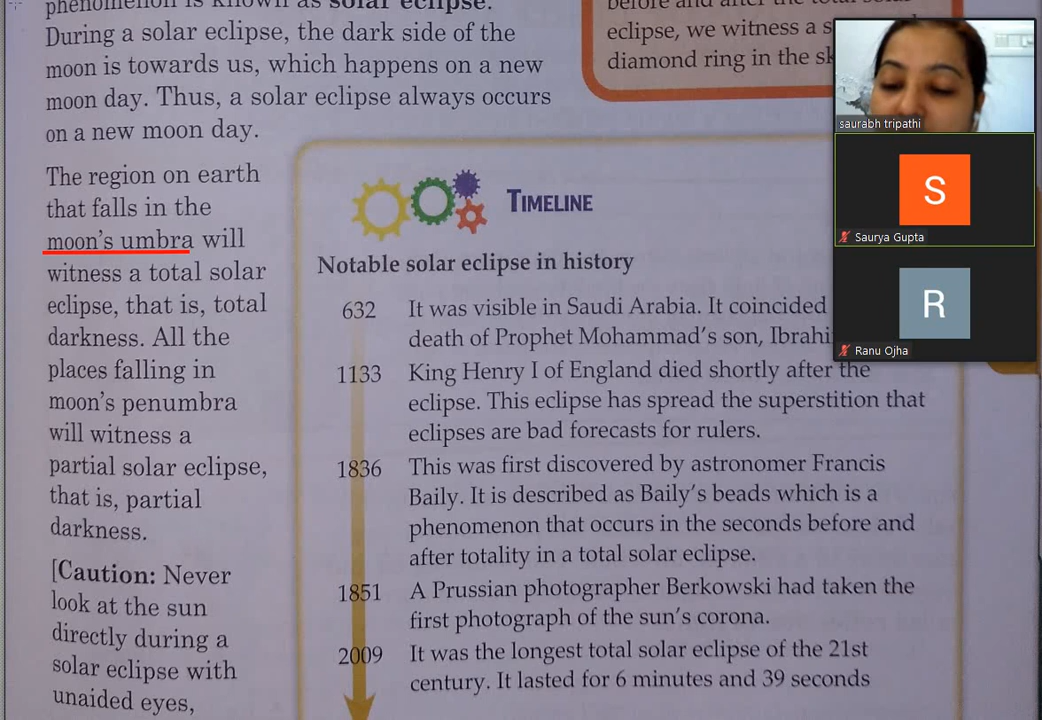 phenomenon is known as solar eclipse.
During a solar eclipse, the dark side of the
moon is towards us, which happens on a new
moon day. Thus, a solar eclipse always occurs
on a new moon day.
The region on earth
that falls in the
moon's umbra will
witness a total solar
eclipse, that is, total
darkness. All the
places falling in
moon's penumbra
will witness a
partial solar eclipse,
that is, partial
darkness.
[Caution: Never
look at the sun
directly during a
solar eclipse with
unaided eyes,
before and after the total solar
eclipse, we witness a
diamond ring in the
TIMELINE
Notable solar eclipse in history
632 It was visible in Saudi Arabia. It coincided
death of Prophet Mohammad's son,
1133 King Henry I of England died shortly after the
eclipse. This eclipse has spread the superstition that
eclipses are bad forecasts for rulers.
1836 This was first discovered by astronomer Francis
Baily. It is described as Baily's beads which is a
phenomenon that occurs in the seconds before and
after totality in a total solar eclipse.
1851 A Prussian photographer Berkowski had taken the
first photograph of the sun's corona.
2009 It was the longest total solar eclipse of the 21st
century. It lasted for 6 minutes and 39 seconds
saurabh tripathi
S
Saurya Gupta
R
Ranu Ojha